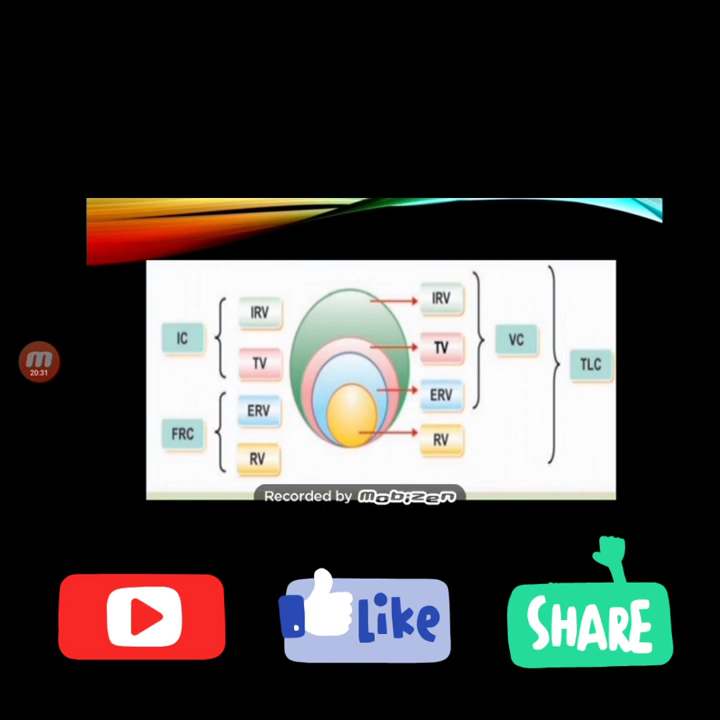 IRV
IC
TV
ERV
FRC
RV
IRV
TV
ERV
RV
VC
TLC
20:31
Recorded by mobizen
Like
SHARE